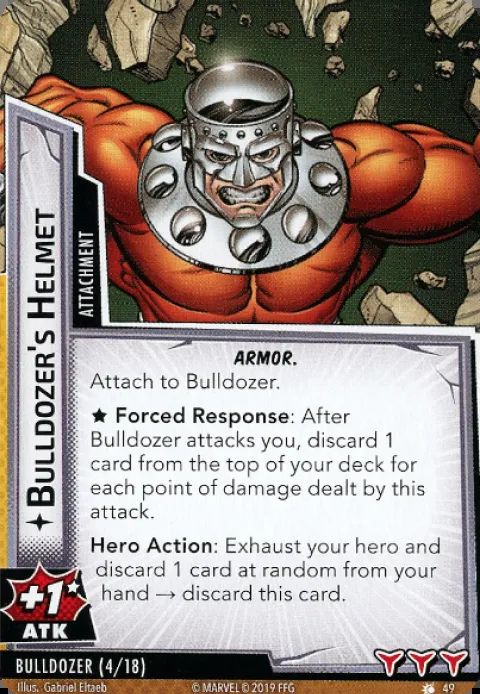 BULLDOZER'S HELMET
ATTACHMENT
ARMOR.
Attach to Bulldozer.
★ Forced Response: After
Bulldozer attacks you, discard 1
card from the top of your deck for
each point of damage dealt by this
attack.
Hero Action: Exhaust your hero and
discard 1 card at random from your
hand → discard this card.
+1★
ATK
BULLDOZER (4/18)
Illus. Gabriel Eltaeb
© MARVEL © 2019 FFG
49